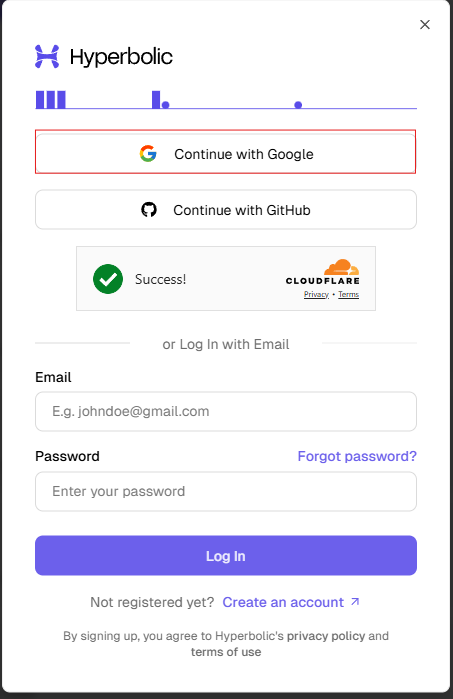 Hyperbolic
Continue with Google
Continue with GitHub
Success!
CLOUDFLARE
Privacy • Terms
or Log In with Email
Email
E.g. johndoe@gmail.com
Password Forgot password?
Enter your password
Log In
Not registered yet? Create an account ↗
By signing up, you agree to Hyperbolic's privacy policy and
terms of use